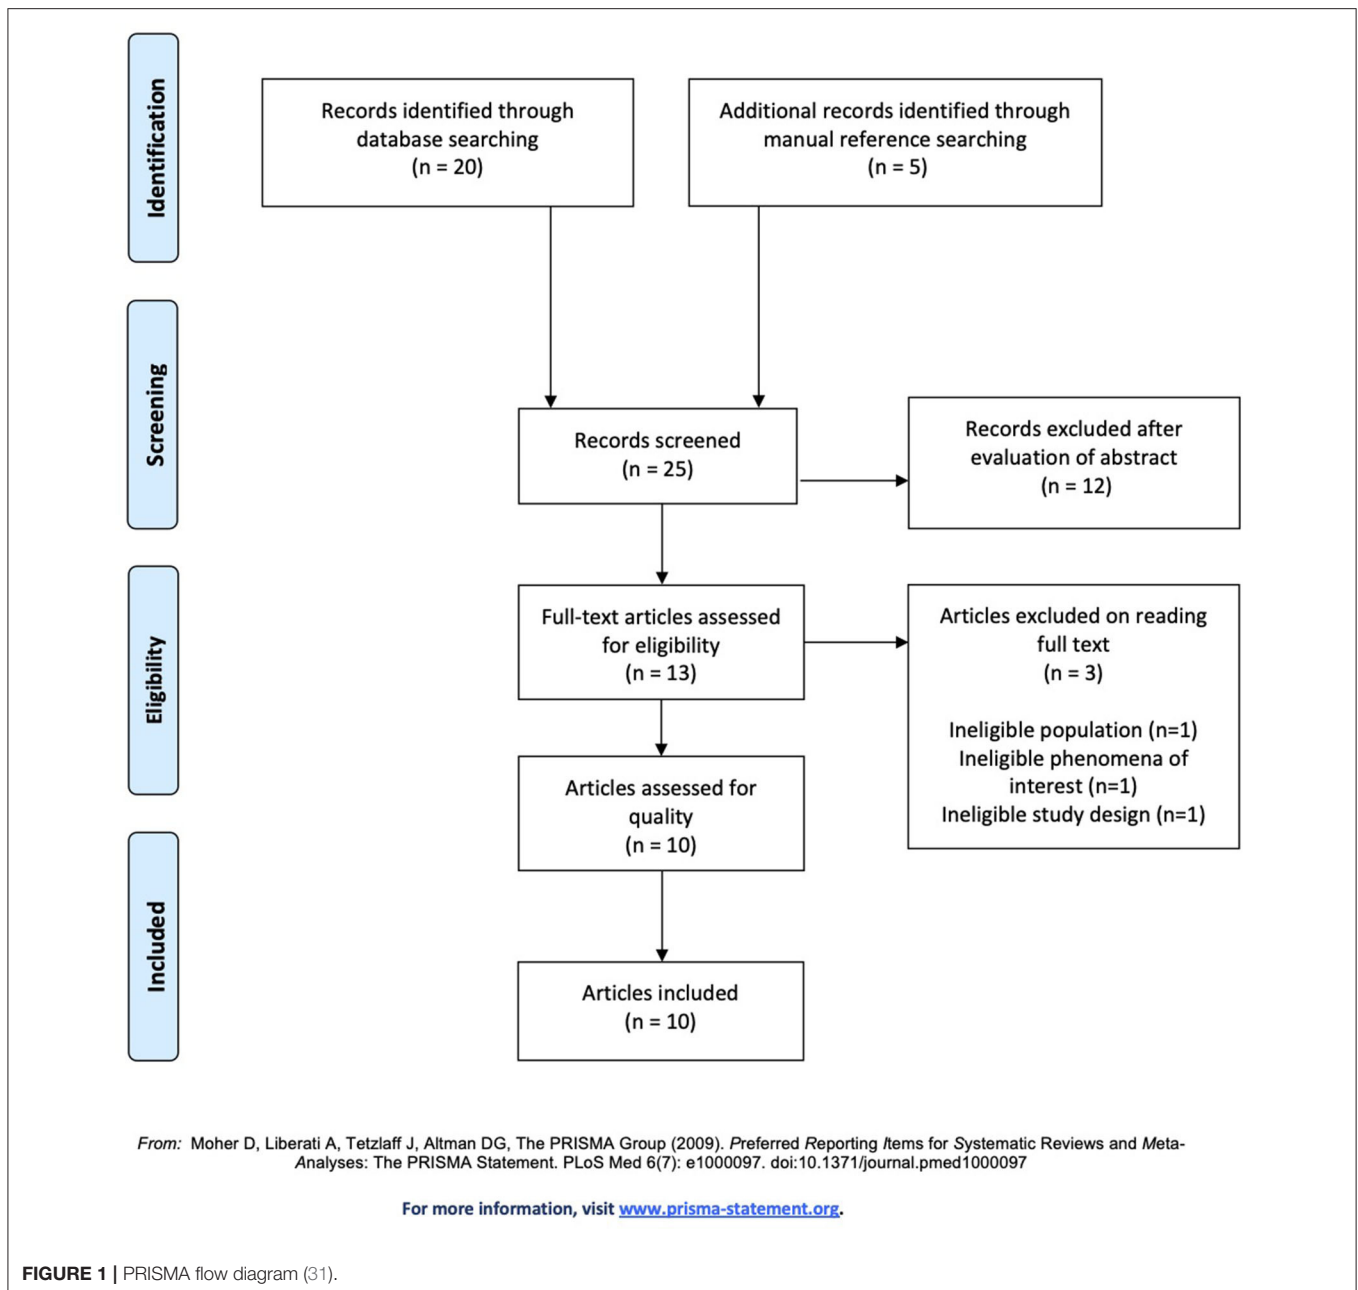 Identification
Records identified through
database searching
(n = 20)
Additional records identified through
manual reference searching
(n = 5)
Screening
Records screened
(n = 25)
Records excluded after
evaluation of abstract
(n = 12)
Eligibility
Full-text articles assessed
for eligibility
(n = 13)
Articles excluded on reading
full text
(n = 3)
Ineligible population (n=1)
Ineligible phenomena of
interest (n=1)
Ineligible study design (n=1)
Articles assessed for
quality
(n = 10)
Included
Articles included
(n = 10)
From: Moher D, Liberati A, Tetzlaff J, Altman DG, The PRISMA Group (2009). Preferred Reporting Items for Systematic Reviews and Meta-
Analyses: The PRISMA Statement. PLoS Med 6(7): e1000097. doi:10.1371/journal.pmed1000097
For more information, visit www.prisma-statement.org.
FIGURE 1 | PRISMA flow diagram (31).